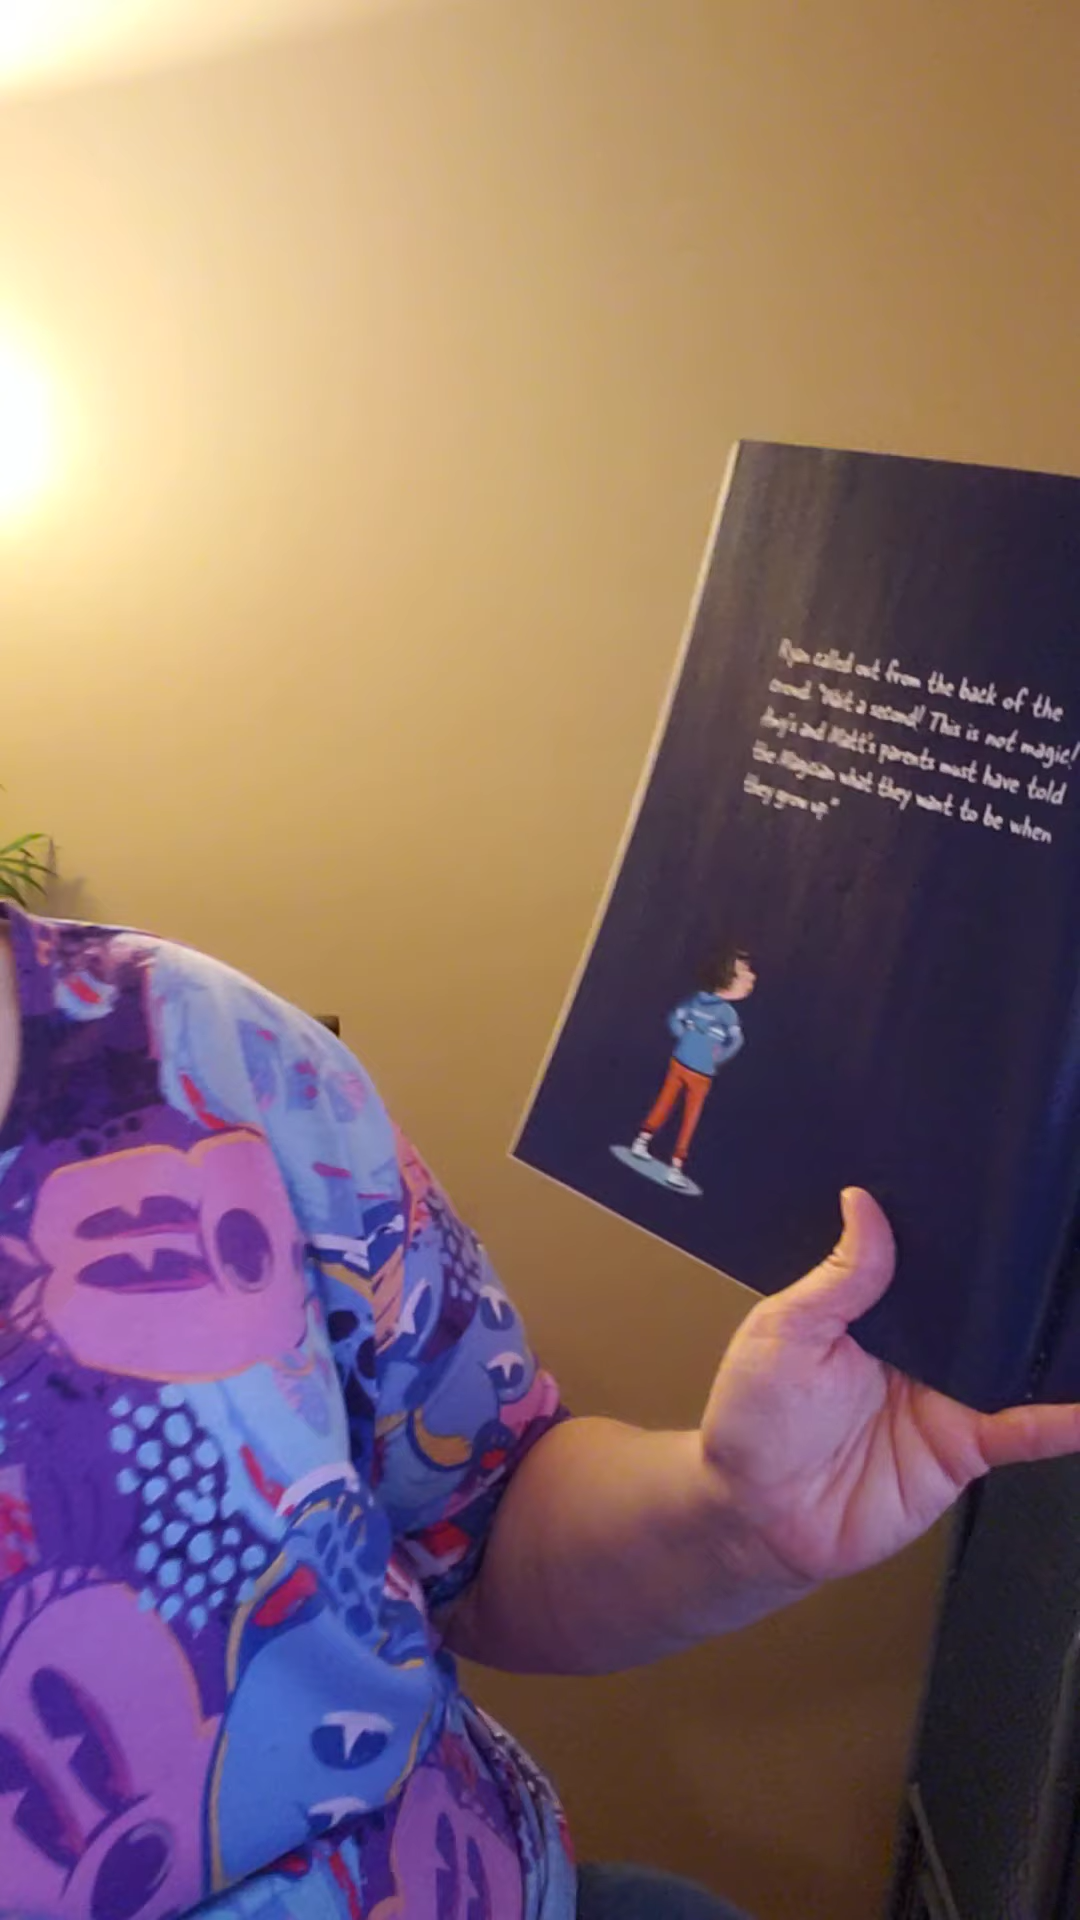 Ryan called out from the back of the
crowd "Wait a second! This is not magic!
Amy's and Matt's parents must have told
the Magician what they want to be when
they grow up."